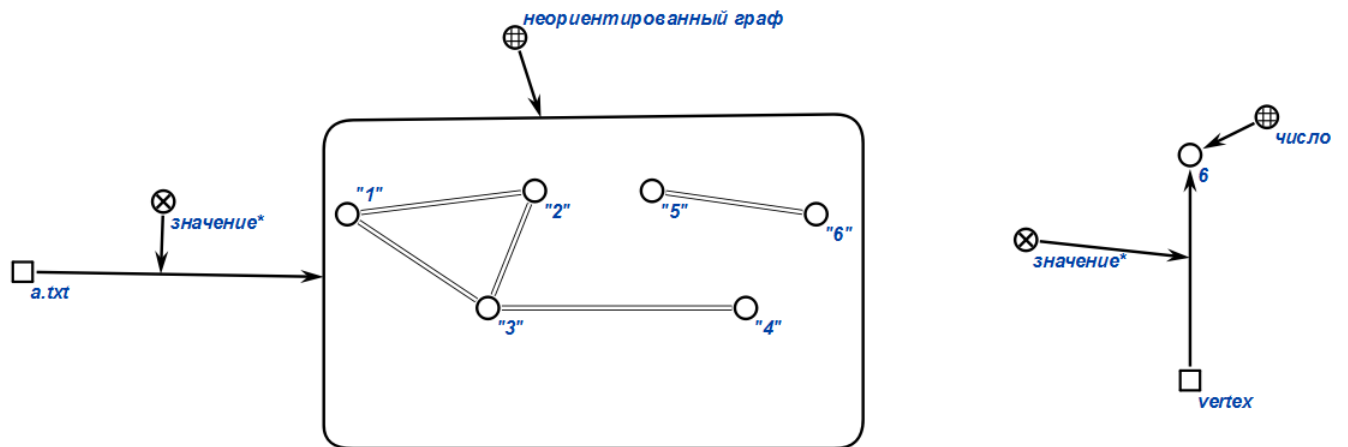 неориентированный граф
число
6
"1"
"2"
"5"
"6"
значение*
значение*
a.txt
"3"
"4"
vertex